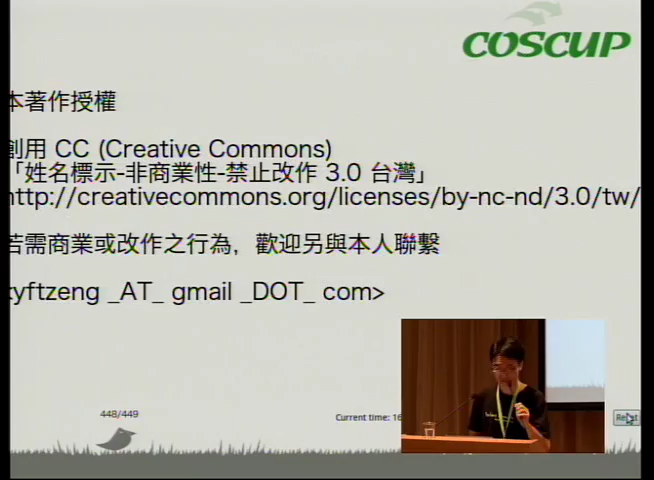 COSCUP
本著作授權
創用 CC (Creative Commons)
「姓名標示-非商業性-禁止改作 3.0 台灣」
http://creativecommons.org/licenses/by-nc-nd/3.0/tw/
若需商業或改作之行為，歡迎另與本人聯繫
yftzeng _AT_ gmail _DOT_ com>
448/449
Current time: 16